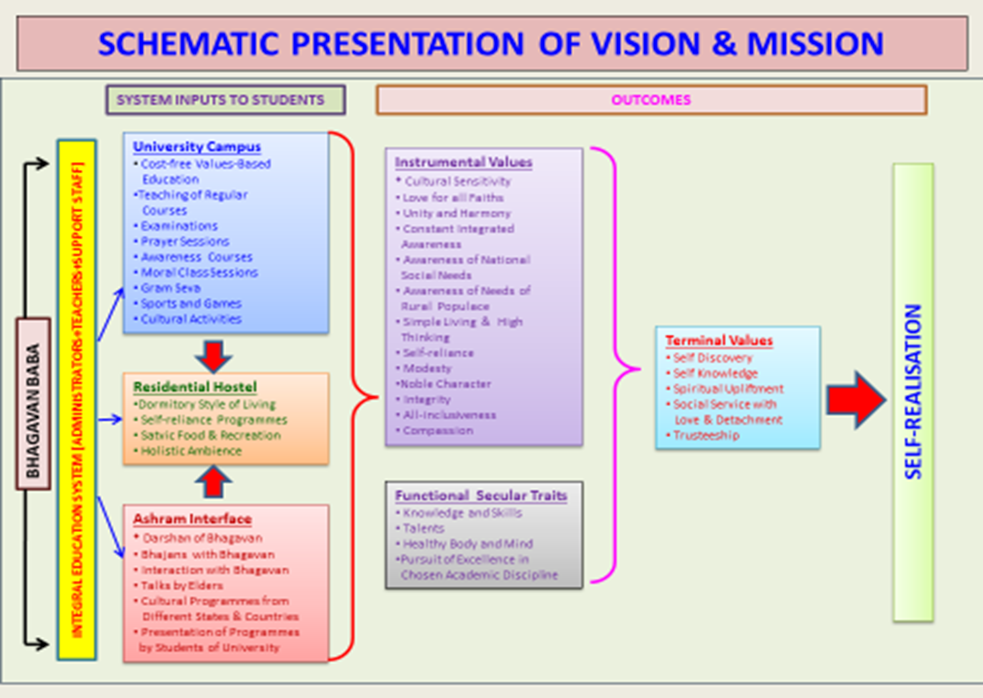 SCHEMATIC PRESENTATION OF VISION & MISSION
SYSTEM INPUTS TO STUDENTS
OUTCOMES
BHAGAVAN BABA
INTEGRAL EDUCATION SYSTEM [ADMINISTRATORS+TEACHERS+SUPPORT STAFF]
University Campus
• Cost-free Values-Based
Education
•Teaching of Regular
Courses
• Examinations
• Prayer Sessions
• Awareness Courses
• Moral Class Sessions
• Gram Seva
• Sports and Games
• Cultural Activities
Residential Hostel
•Dormitory Style of Living
• Self-reliance Programmes
• Satvic Food & Recreation
• Holistic Ambience
Ashram Interface
• Darshan of Bhagavan
• Bhajans with Bhagavan
• Interaction with Bhagavan
• Talks by Elders
• Cultural Programmes from
Different States & Countries
• Presentation of Programmes
by Students of University
Instrumental Values
• Cultural Sensitivity
• Love for all Faiths
• Unity and Harmony
• Constant Integrated
Awareness
• Awareness of National
Social Needs
• Awareness of Needs of
Rural Populace
• Simple Living & High
Thinking
• Self-reliance
• Modesty
•Noble Character
• Integrity
• All-inclusiveness
• Compassion
Functional Secular Traits
• Knowledge and Skills
• Talents
• Healthy Body and Mind
•Pursuit of Excellence in
Chosen Academic Discipline
Terminal Values
• Self Discovery
• Self Knowledge
• Spiritual Upliftment
• Social Service with
Love & Detachment
• Trusteeship
SELF-REALISATION